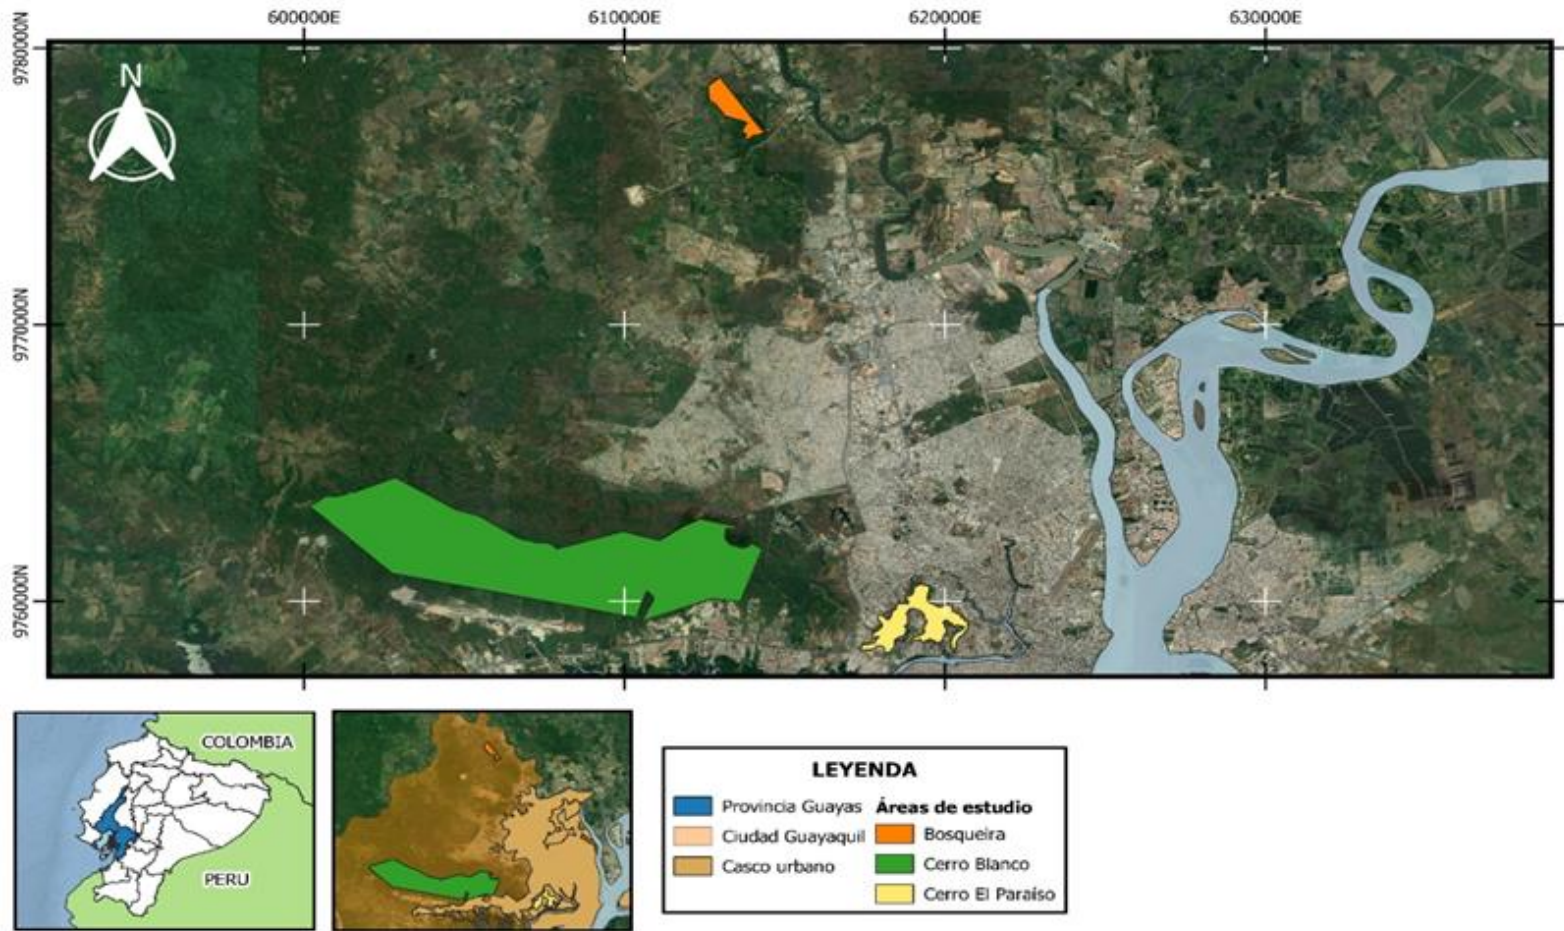 600000E 610000E 620000E 630000E
9780000N
N
9770000N
9760000N
COLOMBIA
PERU
LEYENDA
Provincia Guayas
Ciudad Guayaquil
Casco urbano
Áreas de estudio
Bosqueira
Cerro Blanco
Cerro El Paraíso